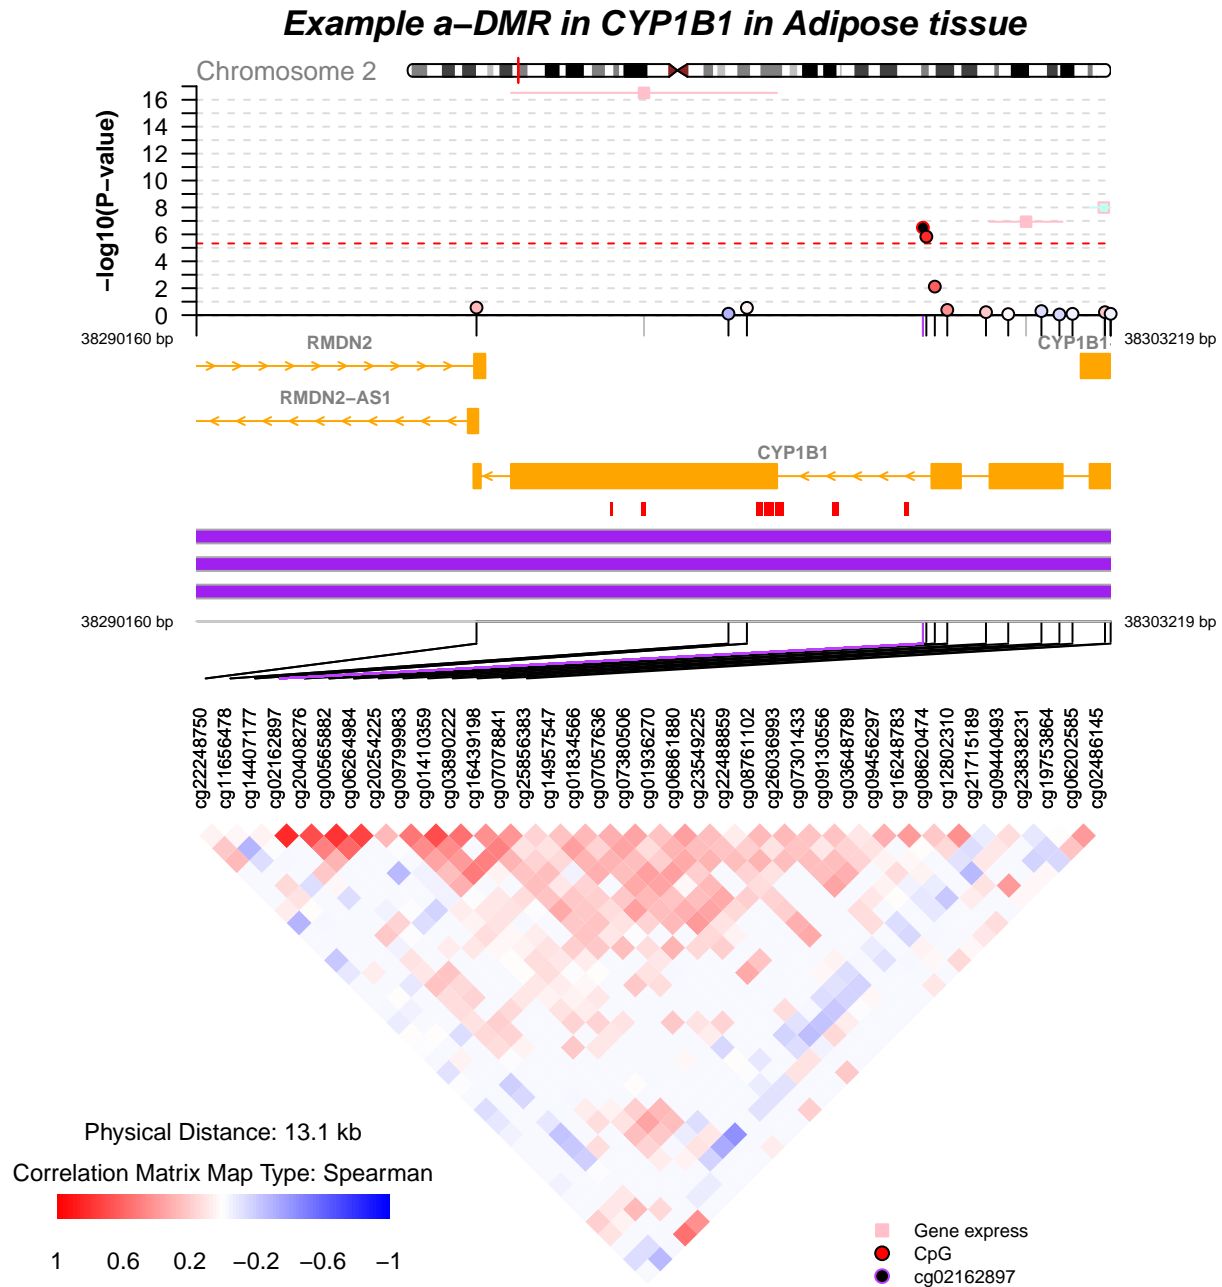 Example a–DMR in CYP1B1 in Adipose tissue
Chromosome 2
–log10(P–value)
16
14
12
10
8
6
4
2
0
38290160 bp
38303219 bp
RMDN2
CYP1B1-
RMDN2–AS1
CYP1B1
38290160 bp
38303219 bp
cg22248750
cg11656478
cg14407177
cg02162897
cg20408276
cg00565882
cg06264984
cg20254225
cg09799983
cg01410359
cg03890222
cg16439198
cg07078841
cg25856383
cg14957547
cg01834566
cg07057636
cg07380506
cg01936270
cg06861880
cg23549225
cg22488859
cg08761102
cg26036993
cg07301433
cg09130556
cg03648789
cg09456297
cg16248783
cg08620474
cg12802310
cg21715189
cg09440493
cg23838231
cg19753864
cg06202585
cg02486145
Physical Distance: 13.1 kb
Correlation Matrix Map Type: Spearman
1 0.6 0.2 –0.2 –0.6 –1
Gene express
CpG
cg02162897